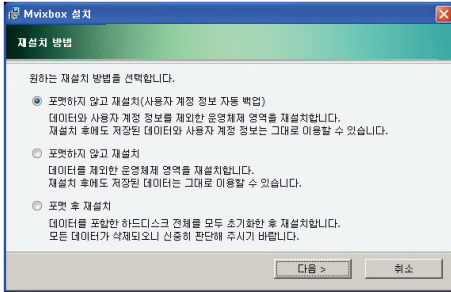 Mvixbox 설치
재설치 방법
원하는 재설치 방법을 선택합니다.
포맷하지 않고 재설치(사용자 계정 정보 자동 백업)
데이터와 사용자 계정 정보를 제외한 운영체제 영역을 재설치합니다.
재설치 후에도 저장된 데이터와 사용자 계정 정보는 그대로 이용할 수 있습니다.
포맷하지 않고 재설치
데이터를 제외한 운영체제 영역을 재설치합니다.
재설치 후에도 저장된 데이터는 그대로 이용할 수 있습니다.
포맷 후 재설치
데이터를 포함한 하드디스크 전체를 모두 초기화한 후 재설치합니다.
모든 데이터가 삭제되오니 신중히 판단해 주시기 바랍니다.
다음 > 취소